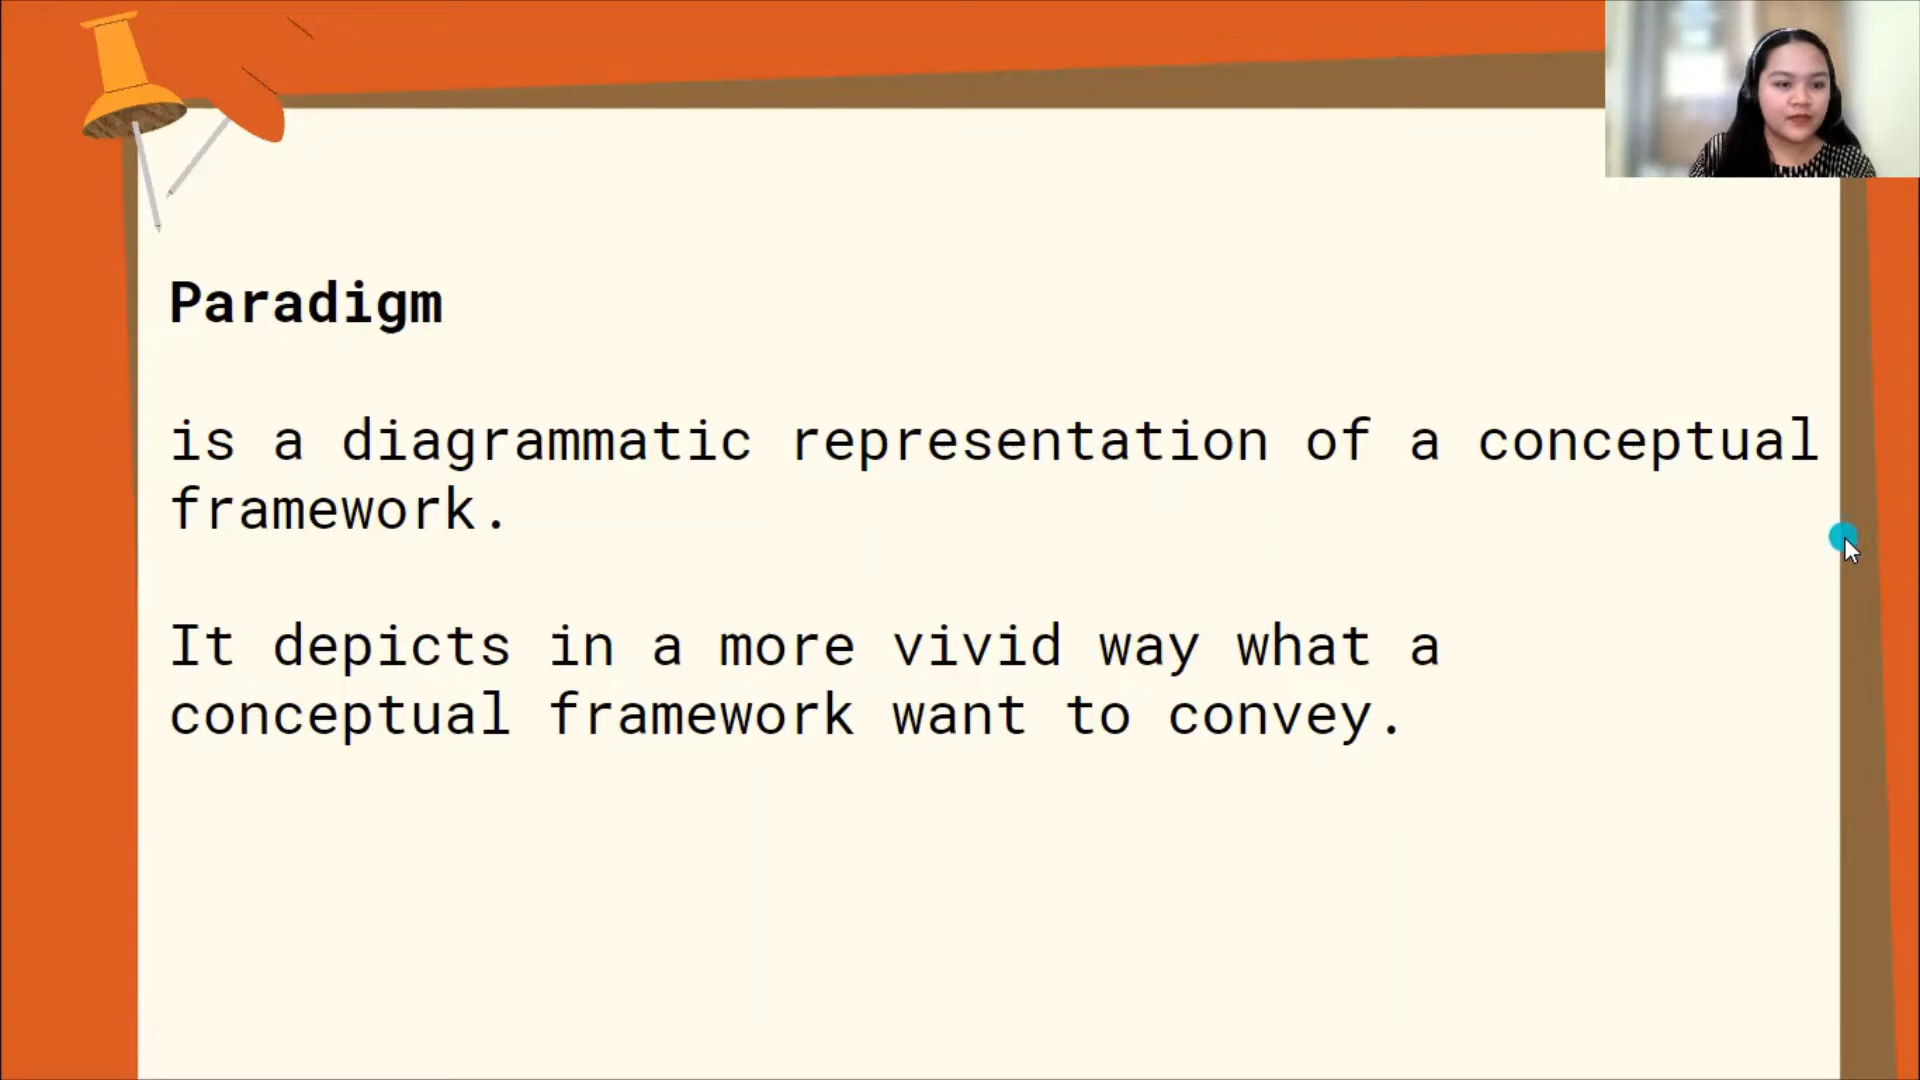 Paradigm
is a diagrammatic representation of a conceptual
framework.
It depicts in a more vivid way what a
conceptual framework want to convey.